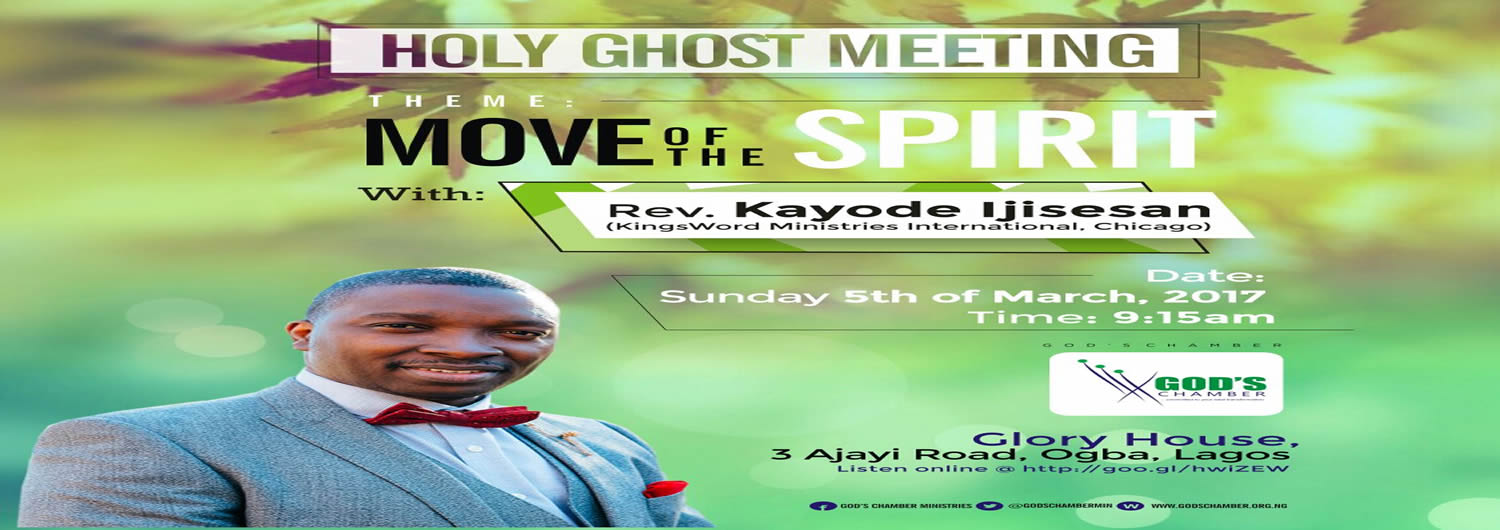 HOLY GHOST MEETING
THEME:
MOVE OF THE SPIRIT
With:
Rev. Kayode Ijisesan
(KingsWord Ministries International, Chicago)
Date:
Sunday 5th of March, 2017
Time: 9:15am
GOD'S CHAMBER
GOD'S
CHAMBER
Glory House,
3 Ajayi Road, Ogba, Lagos
Listen online @ http://goo.gl/hwiZEW
GOD'S CHAMBER MINISTRIES @GODSCHAMBERMIN W WWW.GODSCHAMBER.ORG.NG